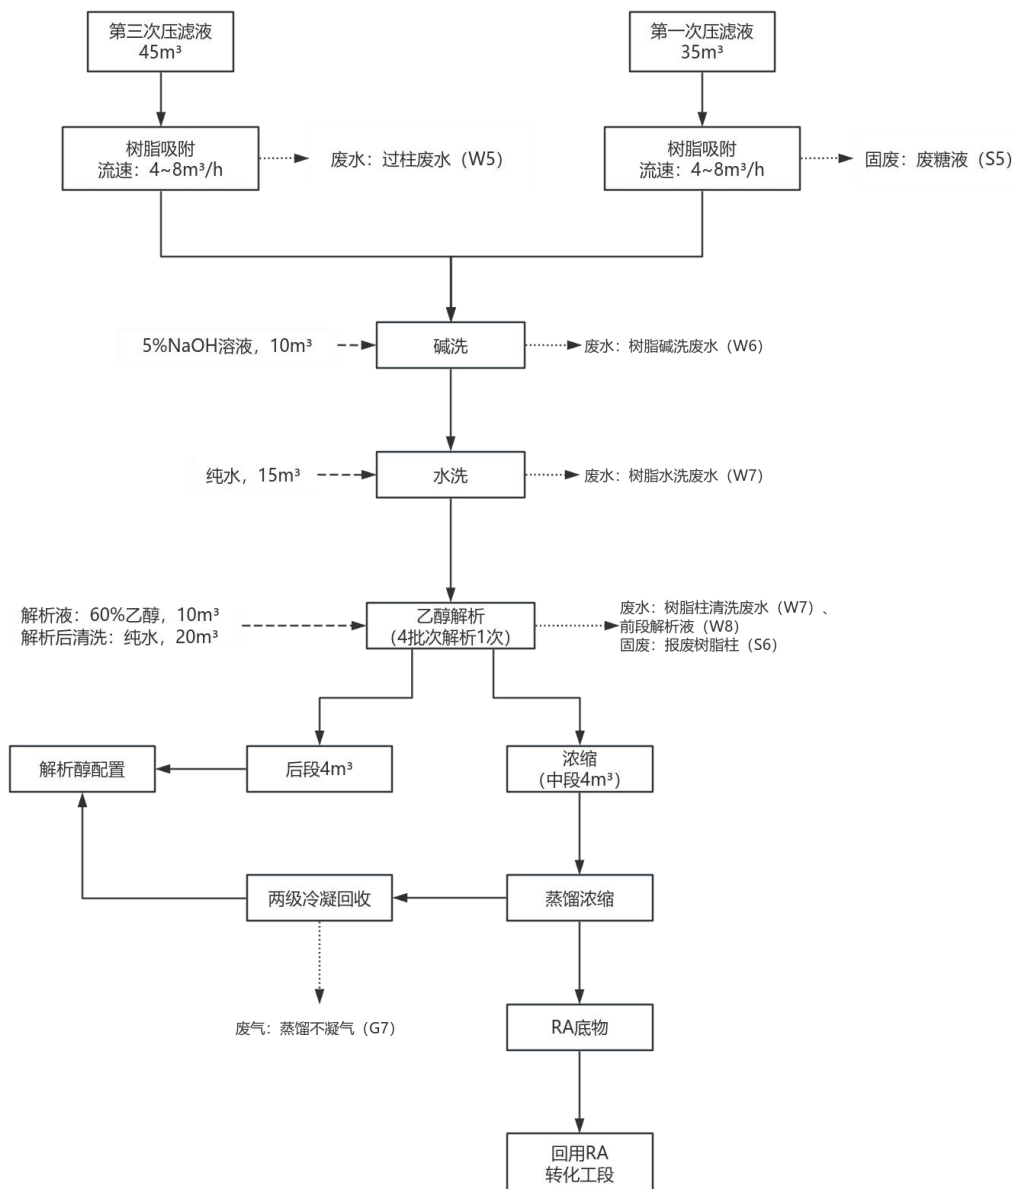 第三次压滤液
45m³
第一次压滤液
35m³
树脂吸附
流速：4~8m³/h
废水：过柱废水（W5）
树脂吸附
流速：4~8m³/h
固废：废糖液（S5）
5%NaOH溶液，10m³
碱洗
废水：树脂碱洗废水（W6）
纯水，15m³
水洗
废水：树脂水洗废水（W7）
解析液：60%乙醇，10m³
解析后清洗：纯水，20m³
乙醇解析
（4批次解析1次）
废水：树脂柱清洗废水（W7）、
前段解析液（W8）
固废：报废树脂柱（S6）
解析醇配置
后段4m³
浓缩
（中段4m³）
两级冷凝回收
蒸馏浓缩
废气：蒸馏不凝气（G7）
RA底物
回用RA
转化工段